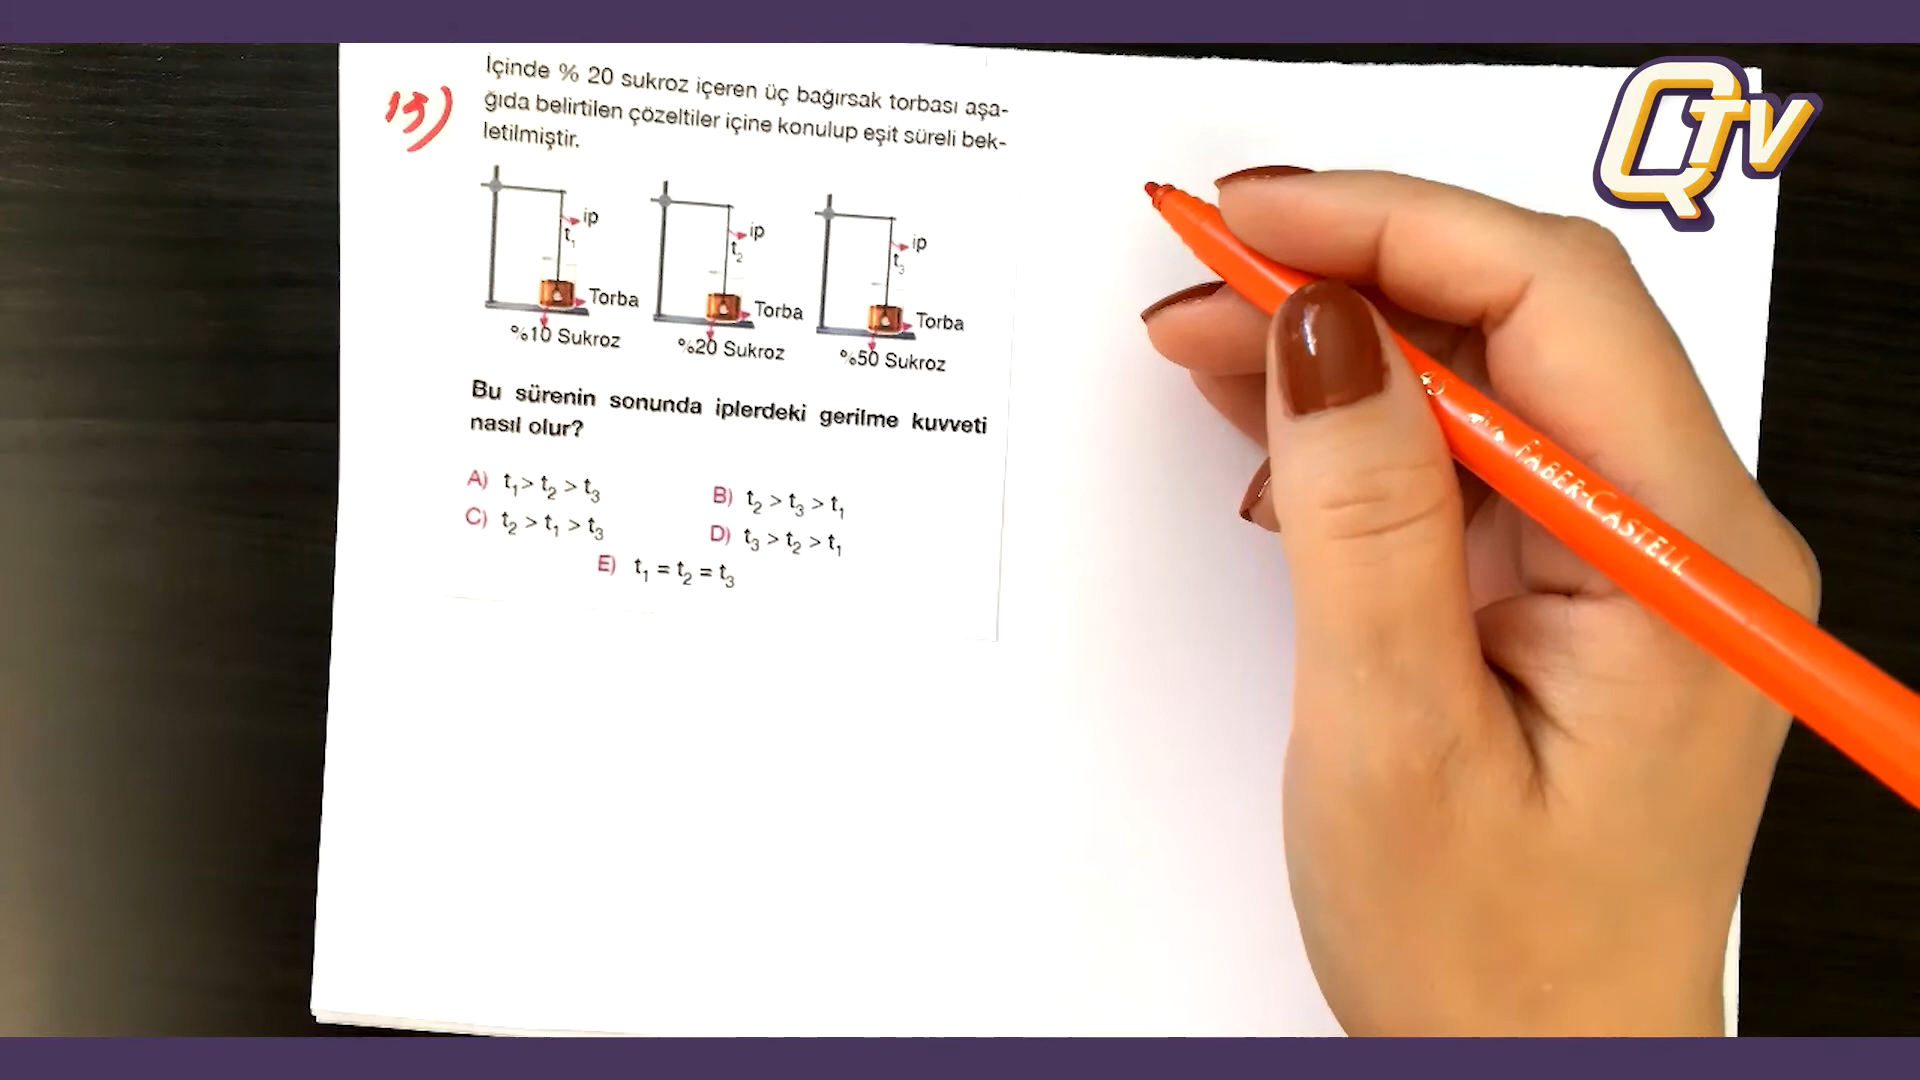 15)
İçinde % 20 sukroz içeren üç bağırsak torbası aşa-
ğıda belirtilen çözeltiler içine konulup eşit süreli bek-
letilmiştir.
ip ip ip
t₁ t₂ t₃
Torba Torba Torba
%10 Sukroz %20 Sukroz %50 Sukroz
Bu sürenin sonunda iplerdeki gerilme kuvveti
nasıl olur?
A) t₁ > t₂ > t₃ B) t₂ > t₃ > t₁
C) t₂ > t₁ > t₃ D) t₃ > t₂ > t₁
E) t₁ = t₂ = t₃
QTV
FABER-CASTELL